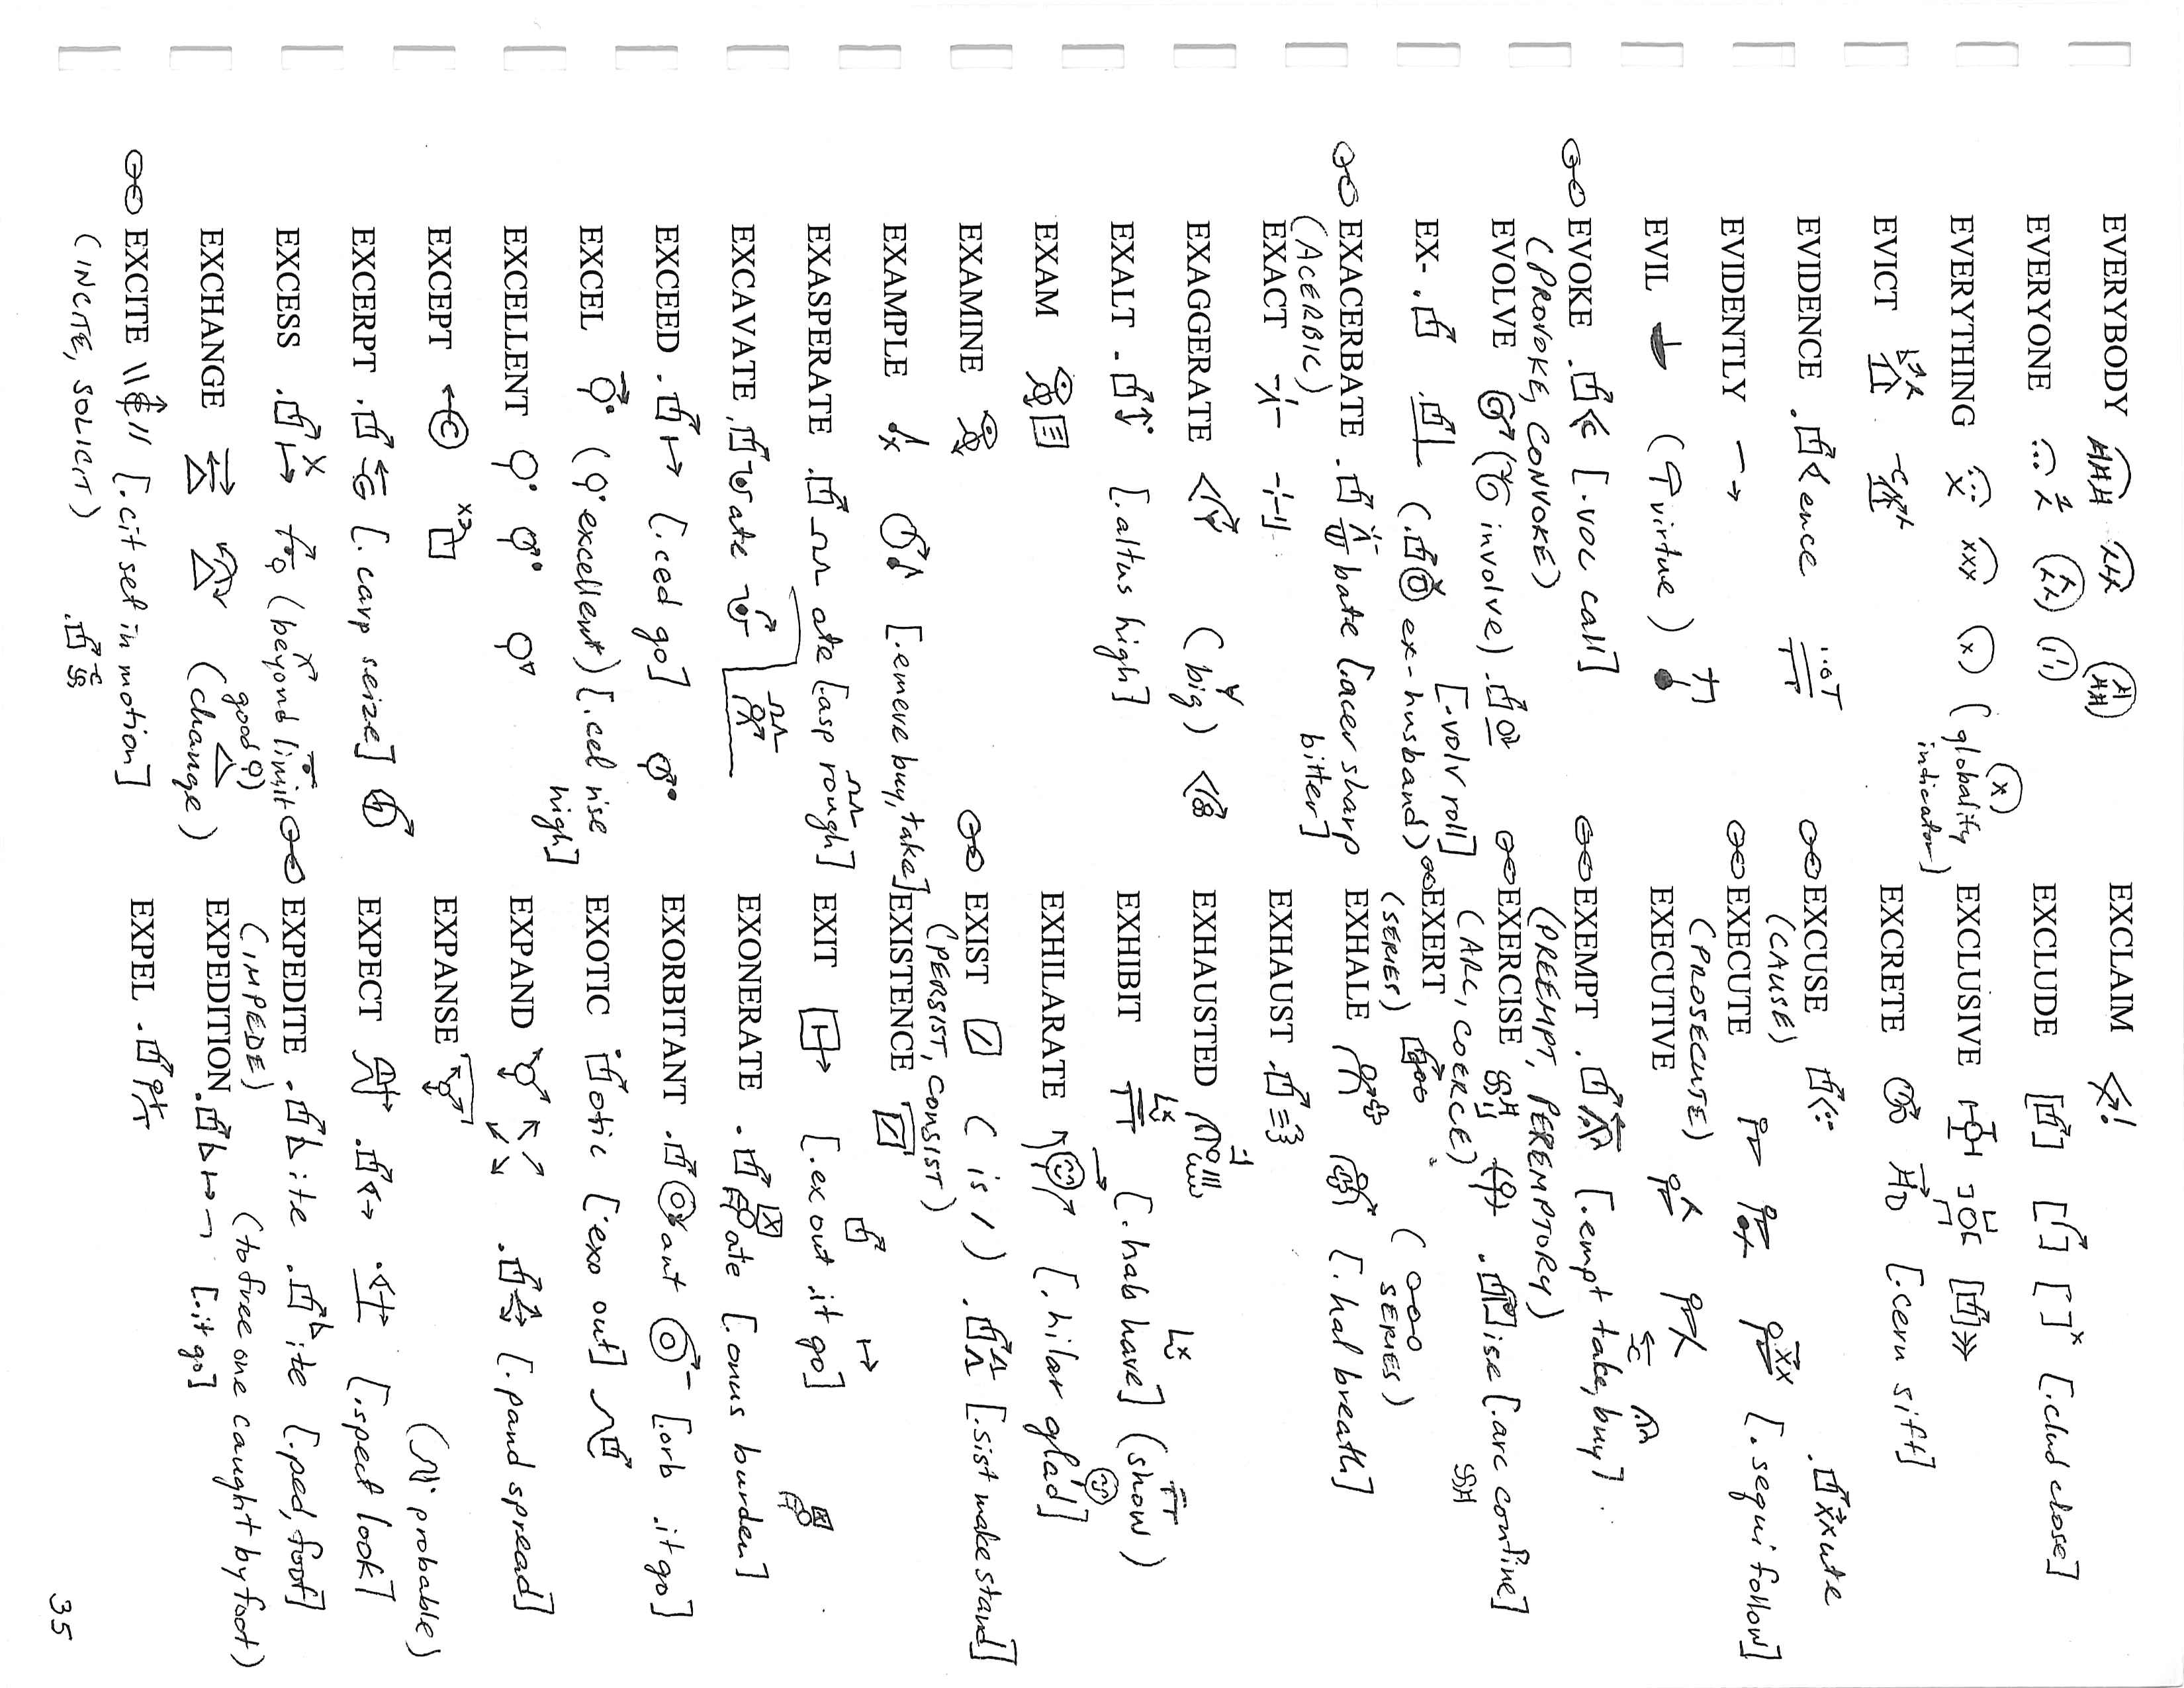 EVERYBODY
EVERYONE
EVERYTHING (globality indicator)
EVICT
EVIDENCE ence
EVIDENTLY
EVIL (virtue)
EVOKE [.voc call]
(PROVOKE, CONVOKE)
EVOLVE (involve) [.volv roll]
EX- (ex-husband)
EXACERBATE bate [.acer sharp bitter]
(ACERBIC)
EXACT
EXAGGERATE (big)
EXALT [.altus high]
EXAM
EXAMINE
EXAMPLE [.emere buy, take]
EXASPERATE ate [.asp rough]
EXCAVATE ate
EXCEED [.ced go]
EXCEL (excellent) [.cel rise high]
EXCELLENT
EXCEPT
EXCERPT [.carp seize]
EXCESS (beyond limit good)
EXCHANGE (change)
EXCITE [.cit set in motion]
(INCITE, SOLICIT)
EXCLAIM !
EXCLUDE [.clud close]
EXCLUSIVE
EXCRETE [.cern sift]
EXCUSE ute
(CAUSE)
EXECUTE [.sequi follow]
(PROSECUTE)
EXECUTIVE
EXEMPT [.empt take, buy]
(PREEMPT, PEREMPTORY)
EXERCISE ise [.arc confine]
(ARC, COERCE)
EXERT (SERIES)
(SERIES)
EXHALE [.hal breath]
EXHAUST
EXHAUSTED
EXHIBIT [.hab have] (show)
EXHILARATE [.hilar glad]
EXIST (is) [.sist make stand]
(PERSIST, CONSIST)
EXISTENCE
EXIT [.ex out .it go]
EXONERATE ate [.onus burden]
EXORBITANT ant [.orb .it go]
EXOTIC otic [.exo out]
EXPAND [.pand spread]
EXPANSE
EXPECT [.spect look] (probable)
EXPEDITE ite ite [.ped, foot]
(IMPEDE) (to free one caught by foot)
EXPEDITION [.it go]
EXPEL
35